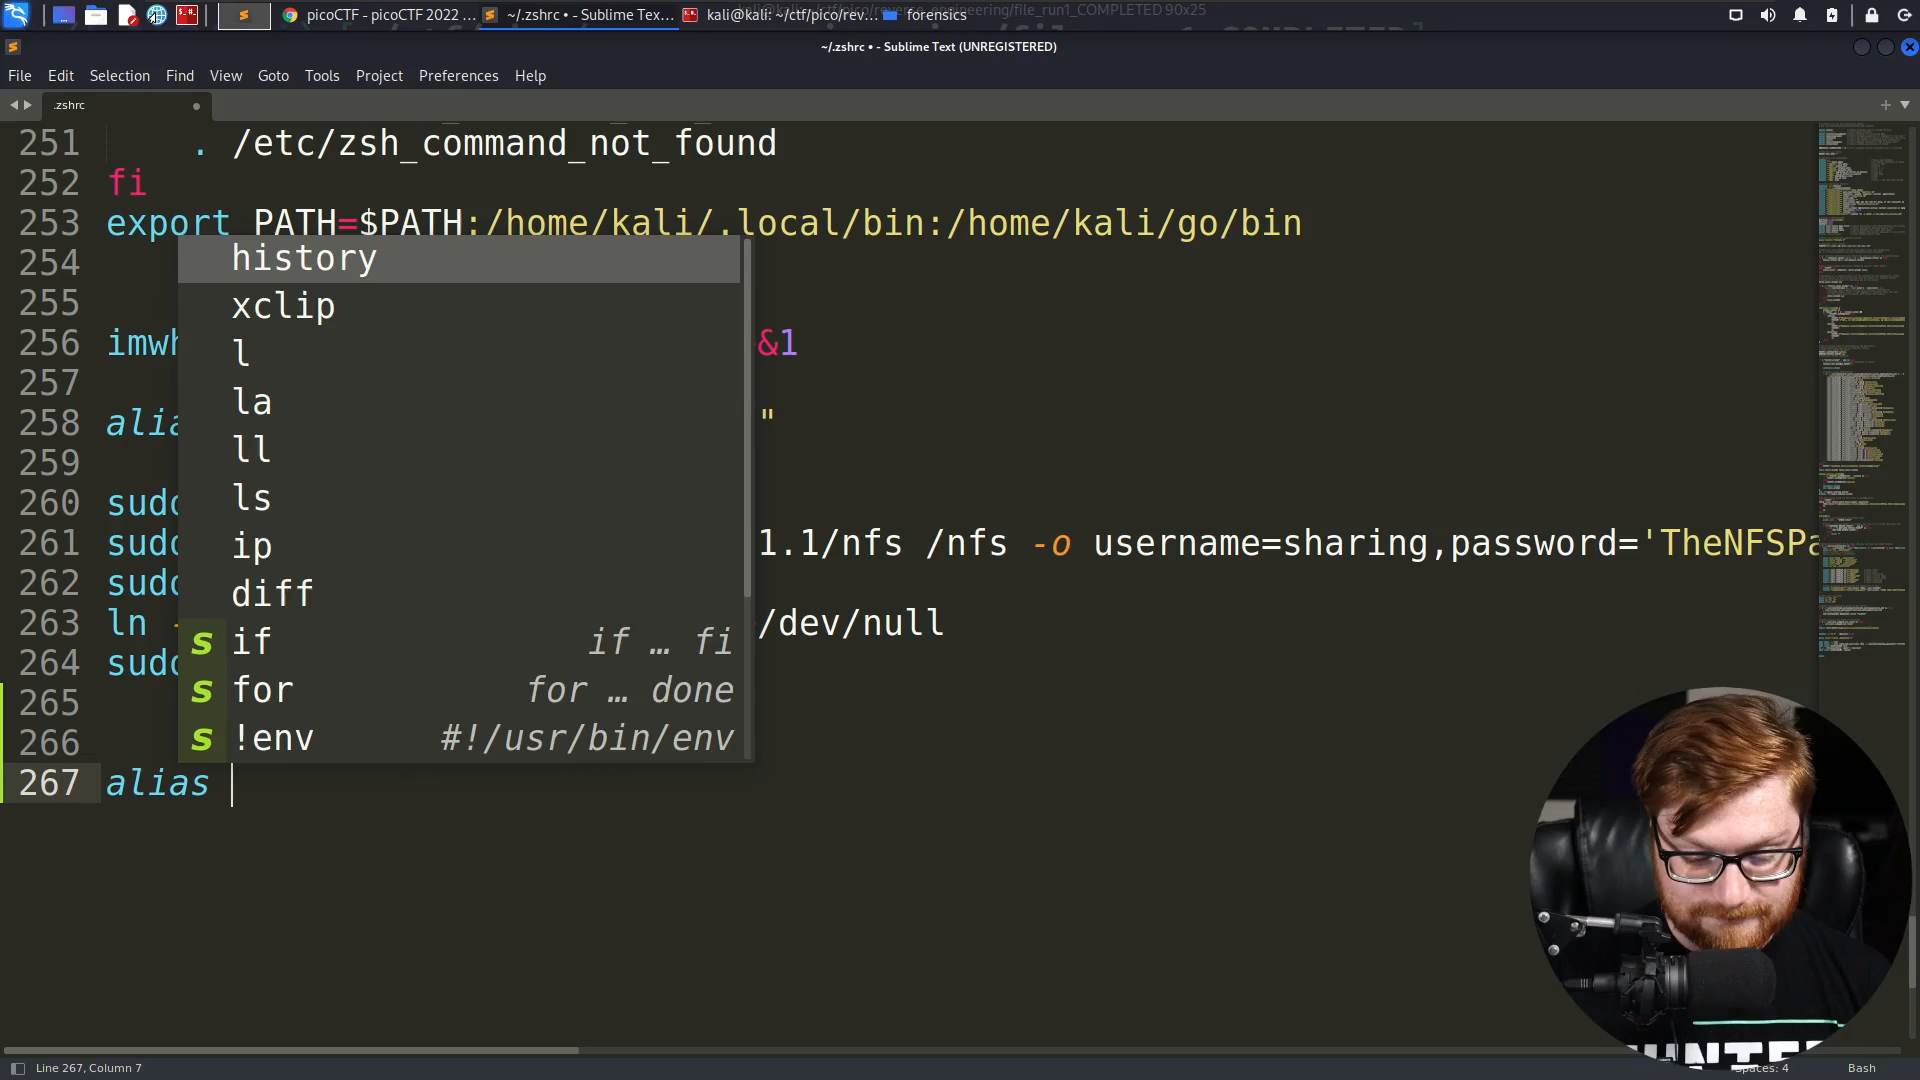 picoCTF - picoCTF 2022 ...
~/.zshrc • - Sublime Tex...
kali@kali: ~/ctf/pico/rev...
forensics
~/.zshrc • - Sublime Text (UNREGISTERED)
File Edit Selection Find View Goto Tools Project Preferences Help
.zshrc
251 . /etc/zsh_command_not_found
252 fi
253 export PATH=$PATH:/home/kali/.local/bin:/home/kali/go/bin
254 history
255 xclip
256 imwh &1
l
257
la
258 alia "
ll
259
ls
260 sudo
261 sudo 1.1/nfs /nfs -o username=sharing,password='TheNFSPa
ip
262 sudo
diff
263 ln - /dev/null
s if if … fi
264 sudo
s for for … done
265
266
s !env #!/usr/bin/env
267 alias
Line 267, Column 7
Spaces: 4
Bash